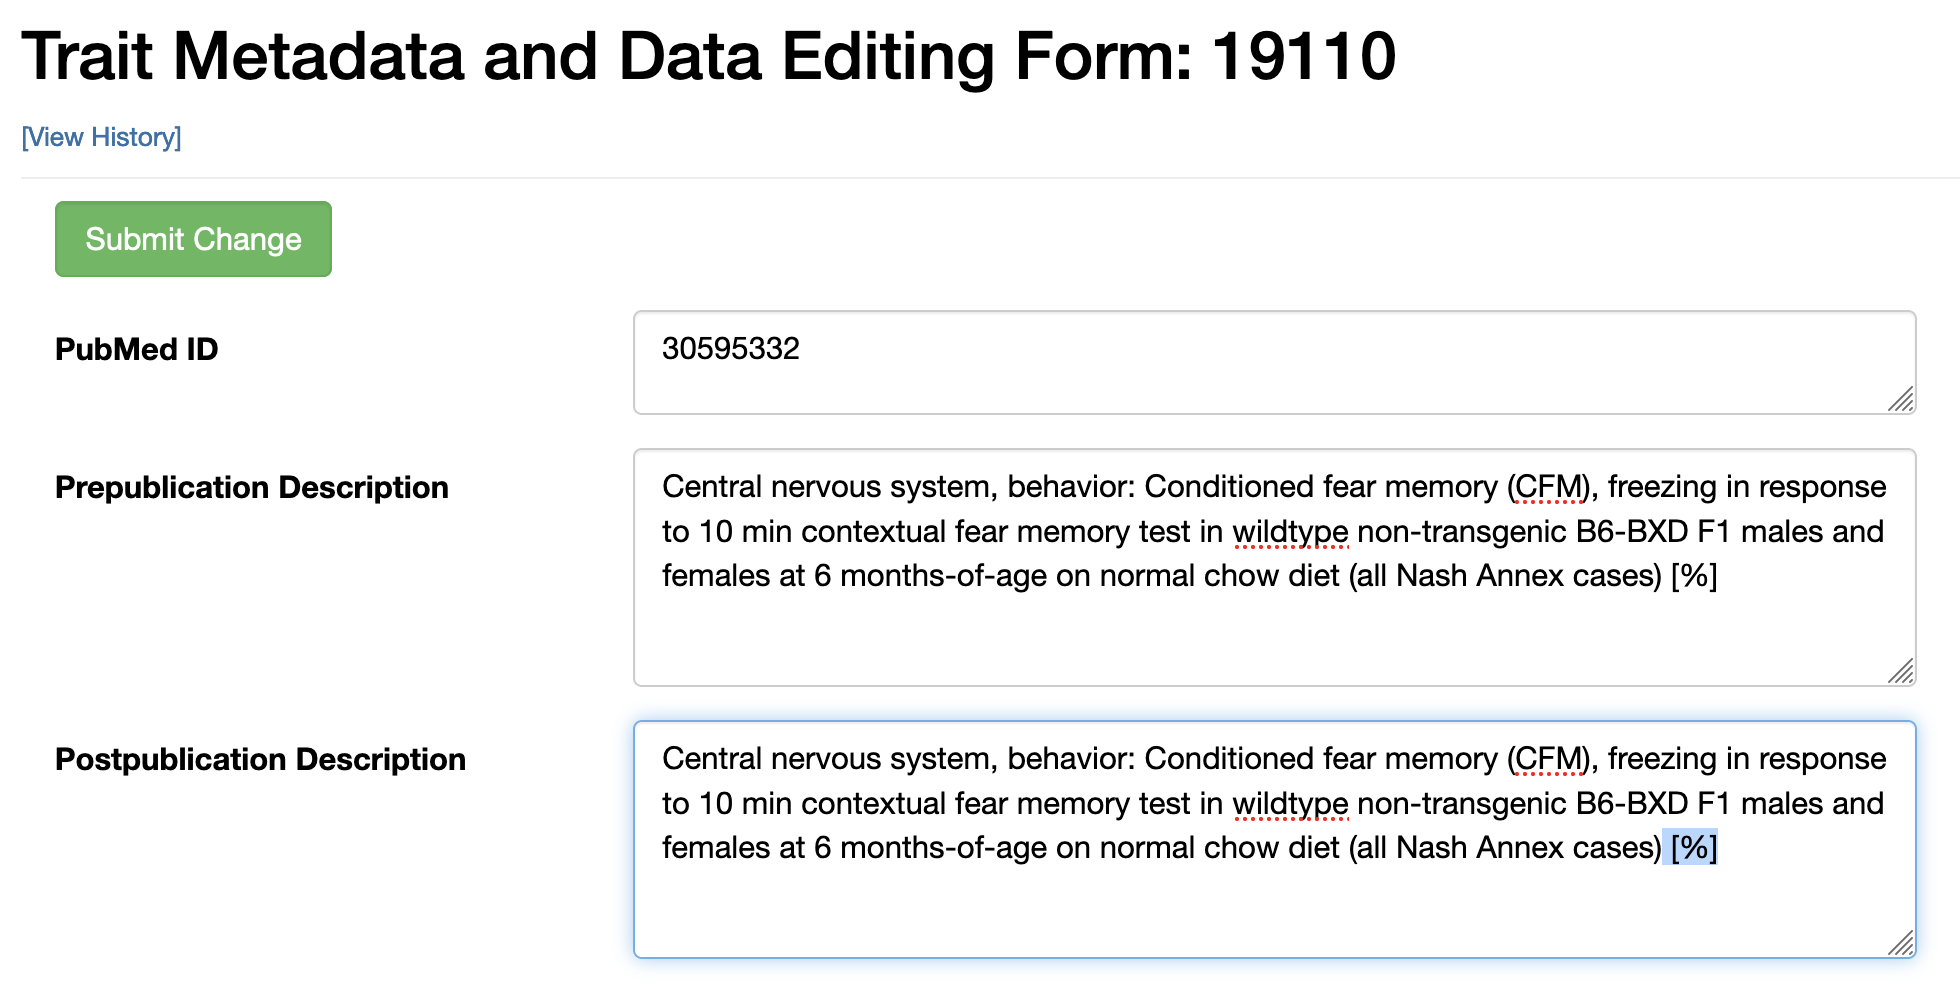 Trait Metadata and Data Editing Form: 19110
[View History]
Submit Change
PubMed ID
30595332
Prepublication Description
Central nervous system, behavior: Conditioned fear memory (CFM), freezing in response
to 10 min contextual fear memory test in wildtype non-transgenic B6-BXD F1 males and
females at 6 months-of-age on normal chow diet (all Nash Annex cases) [%]
Postpublication Description
Central nervous system, behavior: Conditioned fear memory (CFM), freezing in response
to 10 min contextual fear memory test in wildtype non-transgenic B6-BXD F1 males and
females at 6 months-of-age on normal chow diet (all Nash Annex cases) [%]